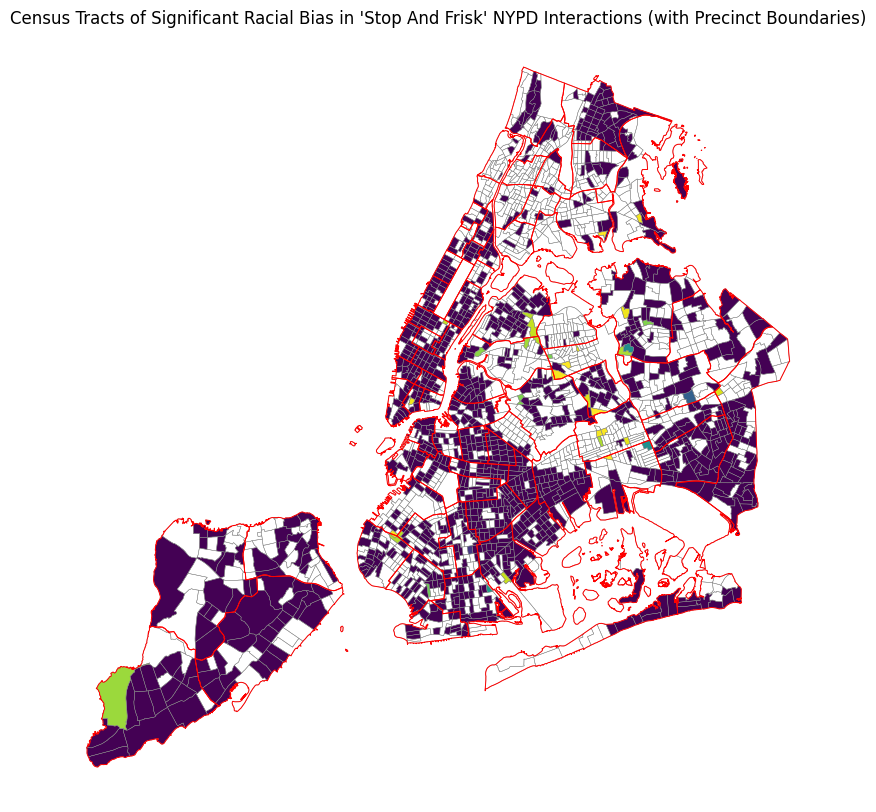 Census Tracts of Significant Racial Bias in 'Stop And Frisk' NYPD Interactions (with Precinct Boundaries)